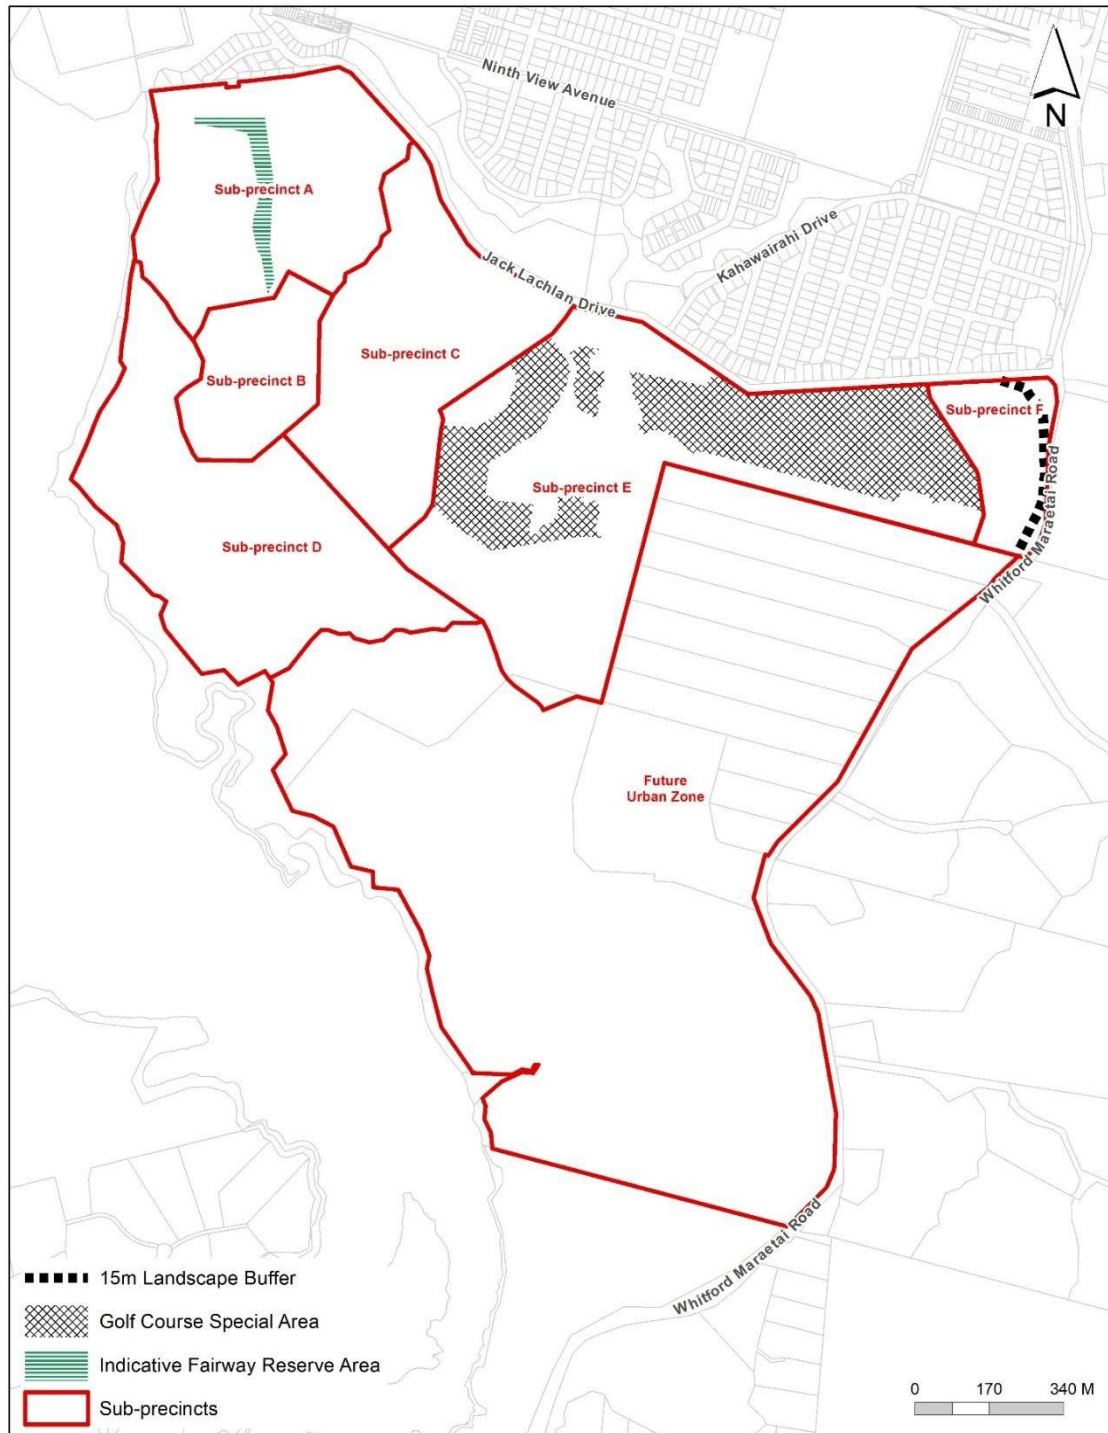 Ninth View Avenue
N
Sub-precinct A
Kahawairahi Drive
Jack Lachlan Drive
Sub-precinct C
Sub-precinct B
Sub-precinct F
Sub-precinct E
Whitford Maraetai Road
Sub-precinct D
Future
Urban Zone
Whitford Maraetai Road
15m Landscape Buffer
Golf Course Special Area
Indicative Fairway Reserve Area
Sub-precincts
0 170 340 M